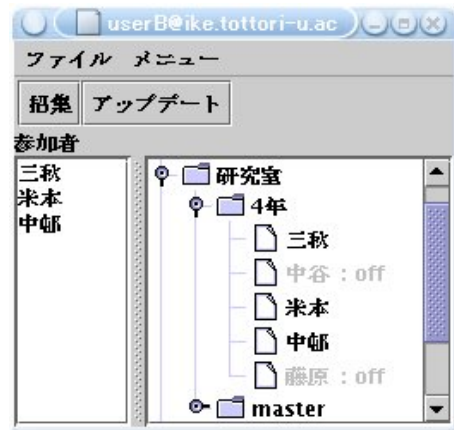 userB@ike.tottori-u.ac
ファイル メニュー
招集 アップデート
参加者
三秋
米本
中邨
研究室
4年
三秋
中谷 : off
米本
中邨
藤原 : off
master